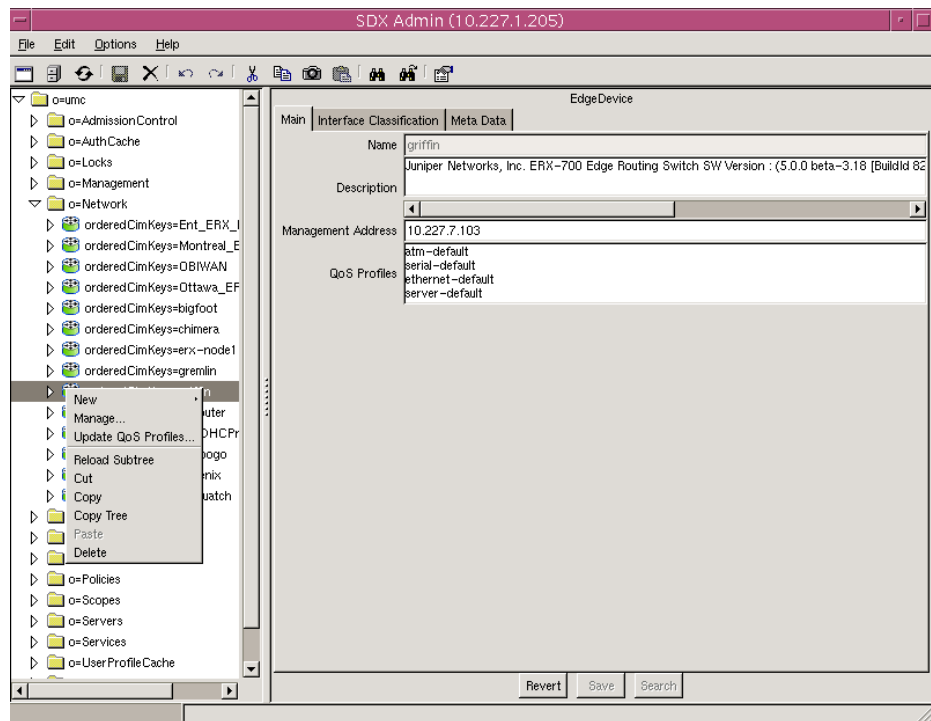 SDX Admin (10.227.1.205)
File Edit Options Help
EdgeDevice
Main Interface Classification Meta Data
Name griffin
Description Juniper Networks, Inc. ERX-700 Edge Routing Switch SW Version : (5.0.0 beta-3.18 [BuildId 82
Management Address 10.227.7.103
QoS Profiles
atm-default
serial-default
ethernet-default
server-default
o=umc
o=AdmissionControl
o=AuthCache
o=Locks
o=Management
o=Network
orderedCimKeys=Ent_ERX_
orderedCimKeys=Montreal_E
orderedCimKeys=OBIWAN
orderedCimKeys=Ottawa_EF
orderedCimKeys=bigfoot
orderedCimKeys=chimera
orderedCimKeys=erx-node1
orderedCimKeys=gremlin
New
Manage...
Update QoS Profiles...
Reload Subtree
Cut
Copy
Copy Tree
Paste
Delete
uter
DHCPr
ogo
nix
uatch
o=Policies
o=Scopes
o=Servers
o=Services
o=UserProfileCache
Revert Save Search